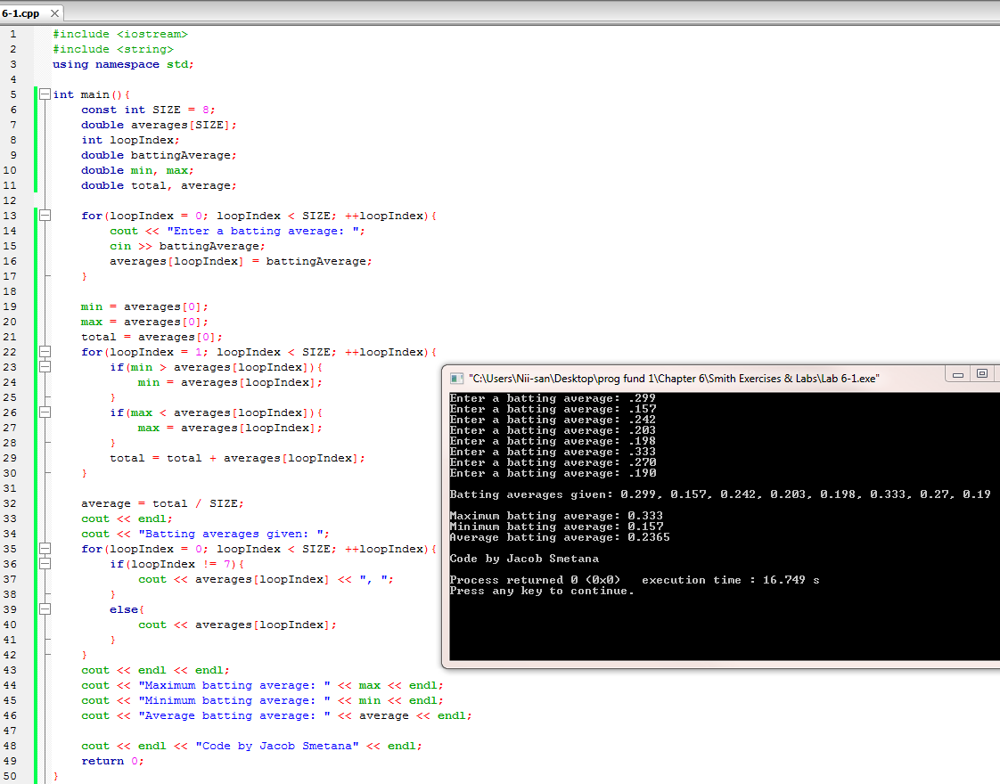 6-1.cpp
1 #include <iostream>
2 #include <string>
3 using namespace std;
4
5 int main(){
6 const int SIZE = 8;
7 double averages[SIZE];
8 int loopIndex;
9 double battingAverage;
10 double min, max;
11 double total, average;
12
13 for(loopIndex = 0; loopIndex < SIZE; ++loopIndex){
14 cout << "Enter a batting average: ";
15 cin >> battingAverage;
16 averages[loopIndex] = battingAverage;
17 }
18
19 min = averages[0];
20 max = averages[0];
21 total = averages[0];
22 for(loopIndex = 1; loopIndex < SIZE; ++loopIndex){
23 if(min > averages[loopIndex]){
24 min = averages[loopIndex];
25 }
26 if(max < averages[loopIndex]){
27 max = averages[loopIndex];
28 }
29 total = total + averages[loopIndex];
30 }
31
32 average = total / SIZE;
33 cout << endl;
34 cout << "Batting averages given: ";
35 for(loopIndex = 0; loopIndex < SIZE; ++loopIndex){
36 if(loopIndex != 7){
37 cout << averages[loopIndex] << ", ";
38 }
39 else{
40 cout << averages[loopIndex];
41 }
42 }
43 cout << endl << endl;
44 cout << "Maximum batting average: " << max << endl;
45 cout << "Minimum batting average: " << min << endl;
46 cout << "Average batting average: " << average << endl;
47
48 cout << endl << "Code by Jacob Smetana" << endl;
49 return 0;
50 }
"C:\Users\Nii-san\Desktop\prog fund 1\Chapter 6\Smith Exercises & Labs\Lab 6-1.exe"
Enter a batting average: .299
Enter a batting average: .157
Enter a batting average: .242
Enter a batting average: .203
Enter a batting average: .198
Enter a batting average: .333
Enter a batting average: .270
Enter a batting average: .190
Batting averages given: 0.299, 0.157, 0.242, 0.203, 0.198, 0.333, 0.27, 0.19
Maximum batting average: 0.333
Minimum batting average: 0.157
Average batting average: 0.2365
Code by Jacob Smetana
Process returned 0 (0x0) execution time : 16.749 s
Press any key to continue.